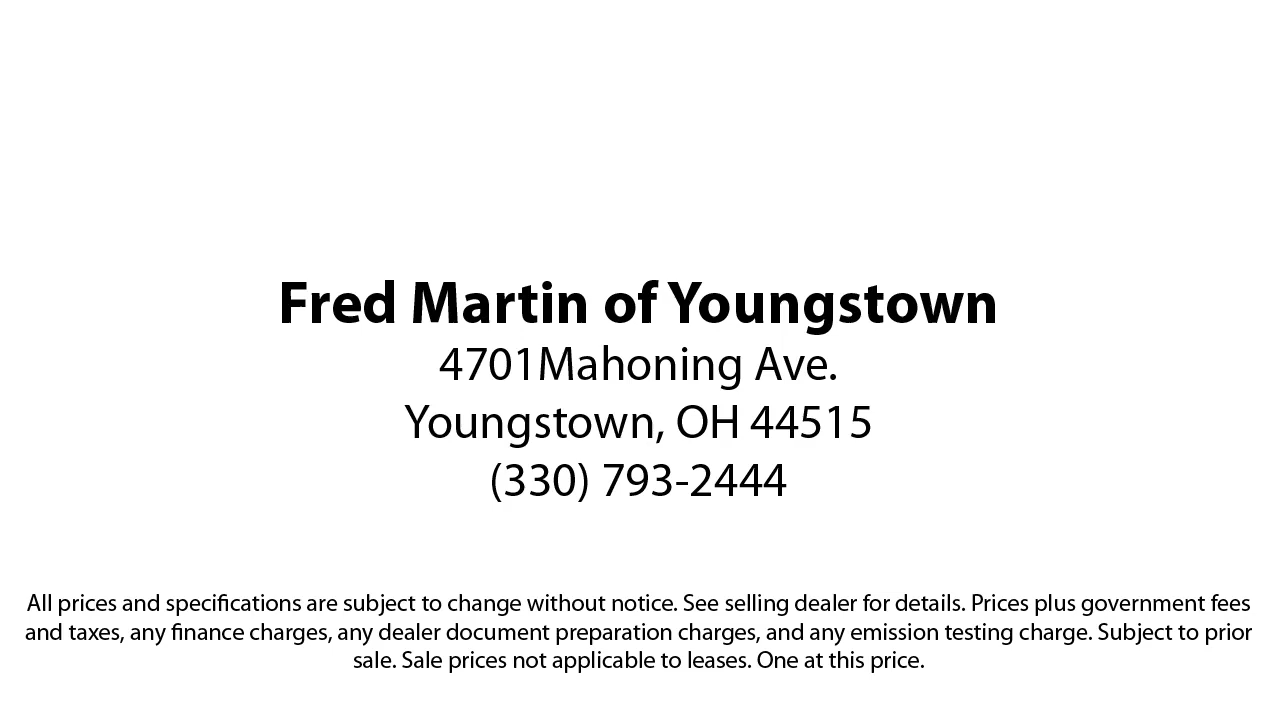 Fred Martin of Youngstown
4701Mahoning Ave.
Youngstown, OH 44515
(330) 793-2444
All prices and specifications are subject to change without notice. See selling dealer for details. Prices plus government fees
and taxes, any finance charges, any dealer document preparation charges, and any emission testing charge. Subject to prior
sale. Sale prices not applicable to leases. One at this price.